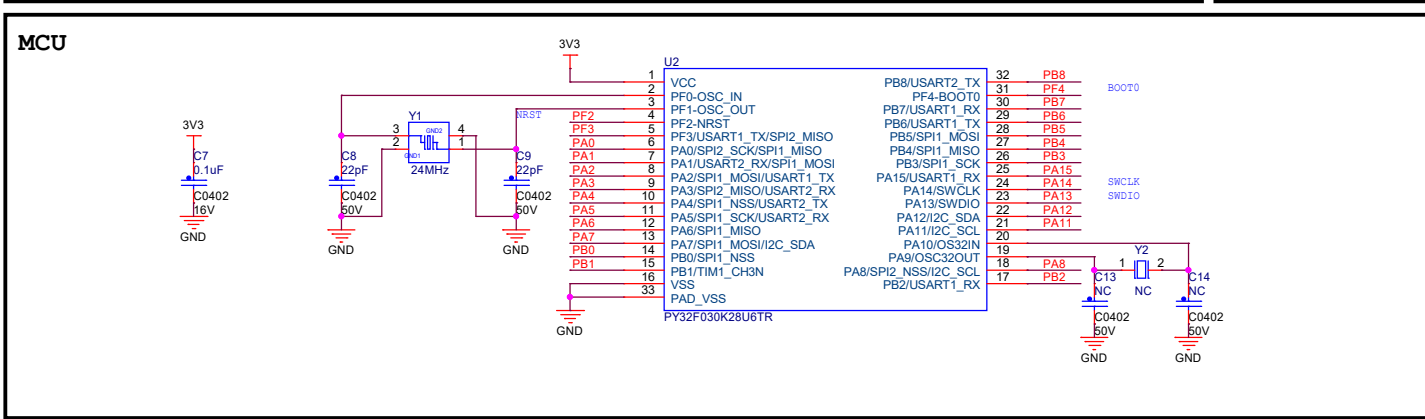 MCU
3V3
U2
1 VCC
2 PF0-OSC_IN
3 PF1-OSC_OUT
NRST PF2 4 PF2-NRST
PF3 5 PF3/USART1_TX/SPI2_MISO
PA0 6 PA0/SPI2_SCK/SPI1_MISO
PA1 7 PA1/USART2_RX/SPI1_MOSI
PA2 8 PA2/SPI1_MOSI/USART1_TX
PA3 9 PA3/SPI2_MISO/USART2_RX
PA4 10 PA4/SPI1_NSS/USART2_TX
PA5 11 PA5/SPI1_SCK/USART2_RX
PA6 12 PA6/SPI1_MISO
PA7 13 PA7/SPI1_MOSI/I2C_SDA
PB0 14 PB0/SPI1_NSS
PB1 15 PB1/TIM1_CH3N
16 VSS
33 PAD_VSS
PB8/USART2_TX 32 PB8
PF4-BOOT0 31 PF4 BOOT0
PB7/USART1_RX 30 PB7
PB6/USART1_TX 29 PB6
PB5/SPI1_MOSI 28 PB5
PB4/SPI1_MISO 27 PB4
PB3/SPI1_SCK 26 PB3
PA15/USART1_RX 25 PA15
PA14/SWCLK 24 PA14 SWCLK
PA13/SWDIO 23 PA13 SWDIO
PA12/I2C_SDA 22 PA12
PA11/I2C_SCL 21 PA11
PA10/OS32IN 20
PA9/OSC32OUT 19
PA8/SPI2_NSS/I2C_SCL 18 PA8
PB2/USART1_RX 17 PB2
PY32F030K28U6TR
GND
3V3
C7
0.1uF
C0402
16V
GND
C8
22pF
C0402
50V
GND
Y1
3 GND2 4
2 GND1 1
24MHz
C9
22pF
C0402
50V
GND
Y2
1 2
NC
C13
NC
C0402
50V
GND
C14
NC
C0402
50V
GND